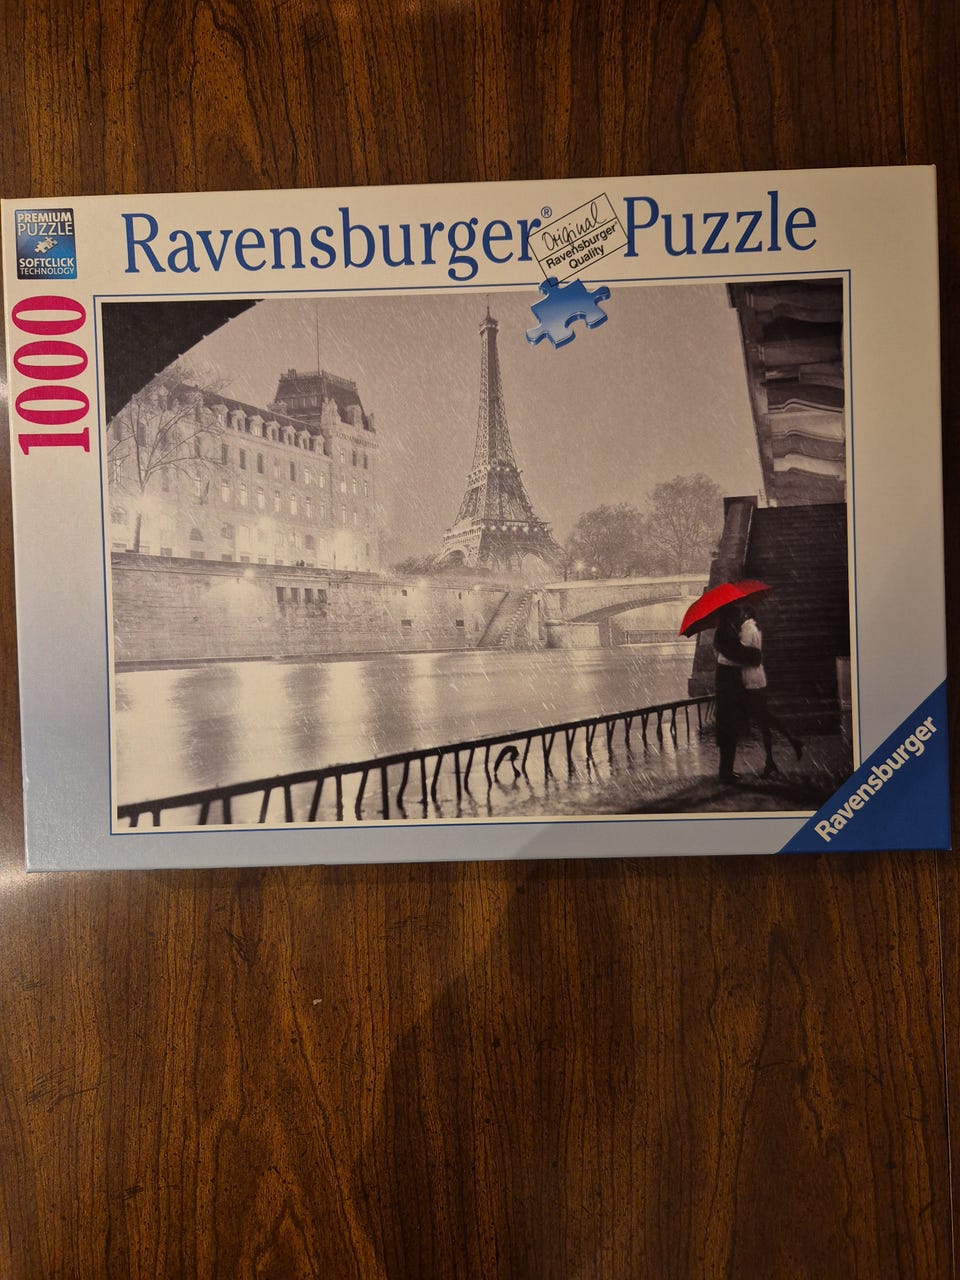 PREMIUM
PUZZLE
SOFTCLICK
TECHNOLOGY
Ravensburger® Puzzle
Original
Ravensburger
Quality
1000
Ravensburger